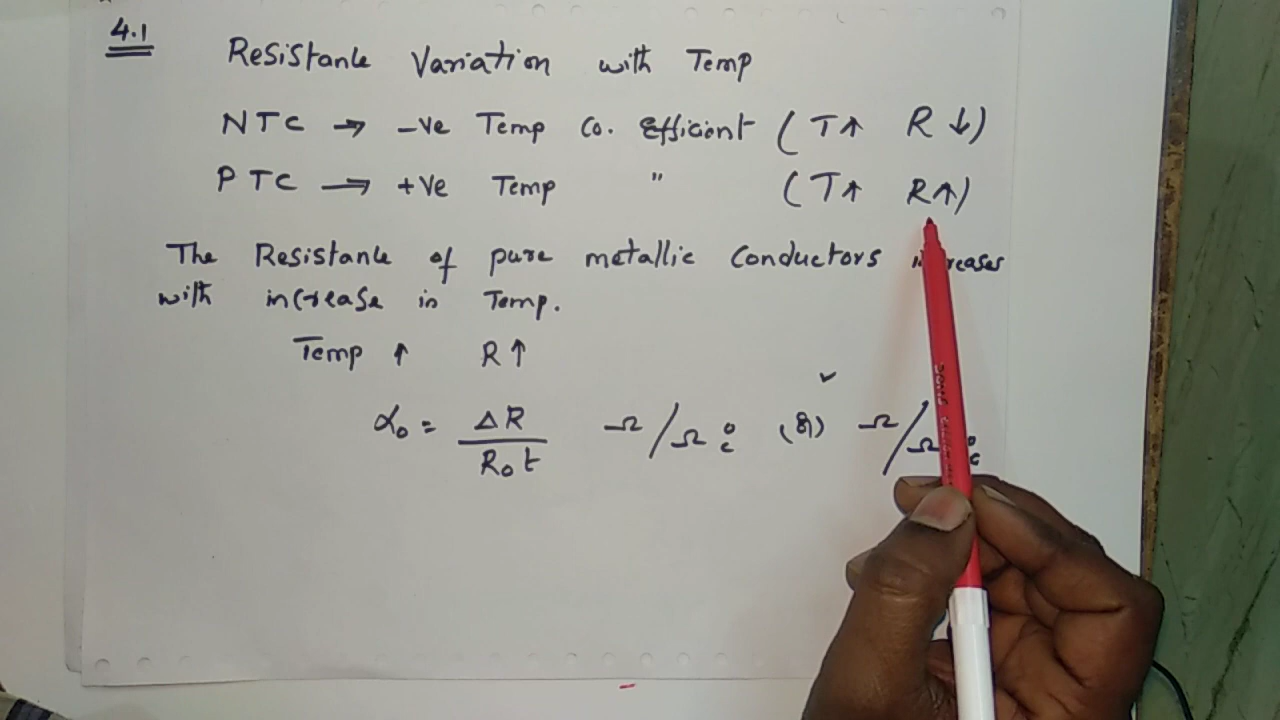 4.1
Resistance Variation with Temp
NTC → -ve Temp Co. Efficient (T↑ R↓)
PTC → +ve Temp " (T↑ R↑)
The Resistance of pure metallic Conductors increases
with increase in Temp.
Temp ↑ R↑
α₀ = ΔR / R₀t Ω/Ω °C (or) Ω/Ω °C